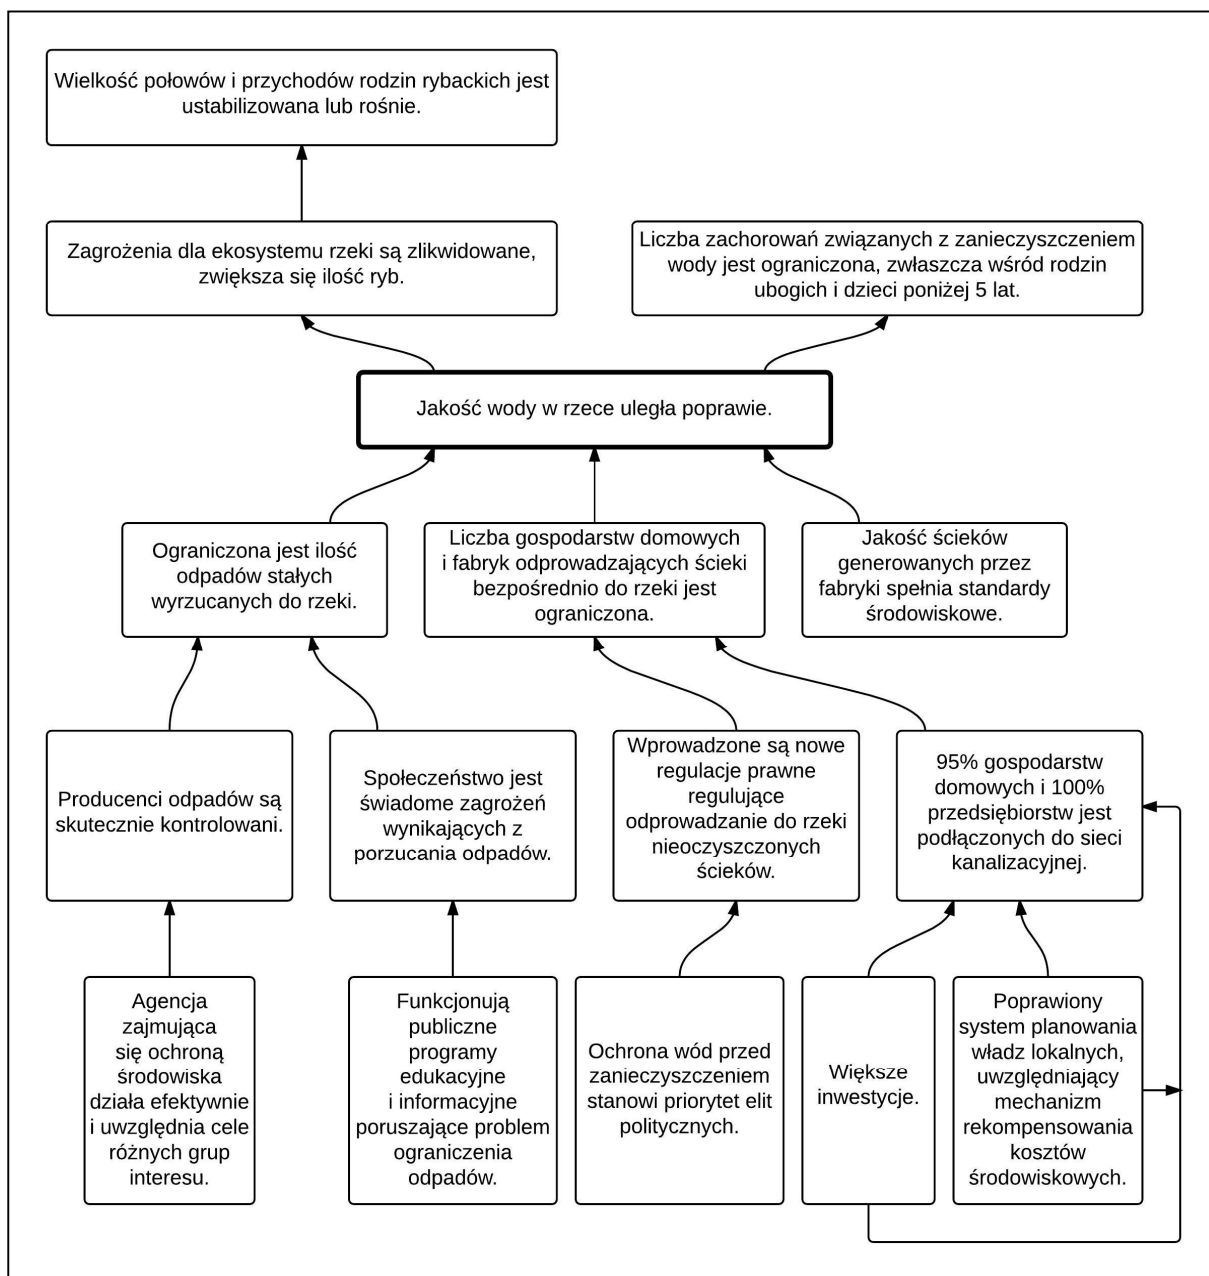 Wielkość połowów i przychodów rodzin rybackich jest
ustabilizowana lub rośnie.
Zagrożenia dla ekosystemu rzeki są zlikwidowane,
zwiększa się ilość ryb.
Liczba zachorowań związanych z zanieczyszczeniem
wody jest ograniczona, zwłaszcza wśród rodzin
ubogich i dzieci poniżej 5 lat.
Jakość wody w rzece uległa poprawie.
Ograniczona jest ilość
odpadów stałych
wyrzucanych do rzeki.
Liczba gospodarstw domowych
i fabryk odprowadzających ścieki
bezpośrednio do rzeki jest
ograniczona.
Jakość ścieków
generowanych przez
fabryki spełnia standardy
środowiskowe.
Producenci odpadów są
skutecznie kontrolowani.
Społeczeństwo jest
świadome zagrożeń
wynikających z
porzucania odpadów.
Wprowadzone są nowe
regulacje prawne
regulujące
odprowadzanie do rzeki
nieoczyszczonych
ścieków.
95% gospodarstw
domowych i 100%
przedsiębiorstw jest
podłączonych do sieci
kanalizacyjnej.
Agencja
zajmująca
się ochroną
środowiska
działa efektywnie
i uwzględnia cele
różnych grup
interesu.
Funkcjonują
publiczne
programy
edukacyjne
i informacyjne
poruszające problem
ograniczenia
odpadów.
Ochrona wód przed
zanieczyszczeniem
stanowi priorytet elit
politycznych.
Większe
inwestycje.
Poprawiony
system planowania
władz lokalnych,
uwzględniający
mechanizm
rekompensowania
kosztów
środowiskowych.